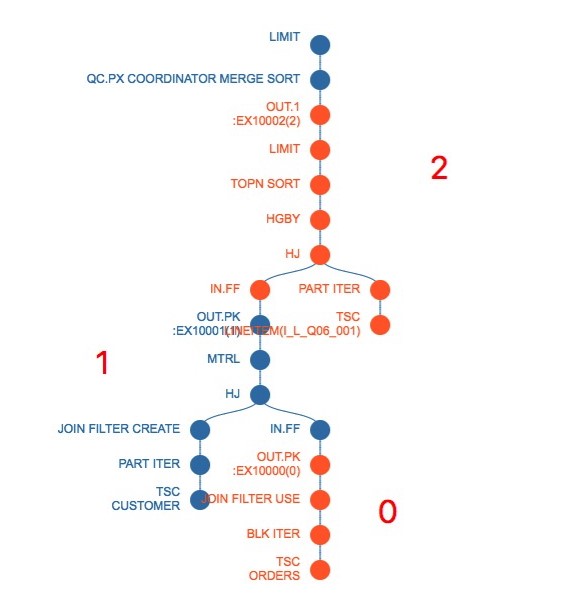 LIMIT
QC.PX COORDINATOR MERGE SORT
OUT.1
:EX10002(2)
LIMIT
TOPN SORT
2
HGBY
HJ
IN.FF
PART ITER
OUT.PK
TSC
:EX10001(1)
LINEITEM(I_L_Q06_001)
MTRL
1
HJ
JOIN FILTER CREATE
IN.FF
PART ITER
OUT.PK
:EX10000(0)
TSC
CUSTOMER
JOIN FILTER USE
0
BLK ITER
TSC
ORDERS